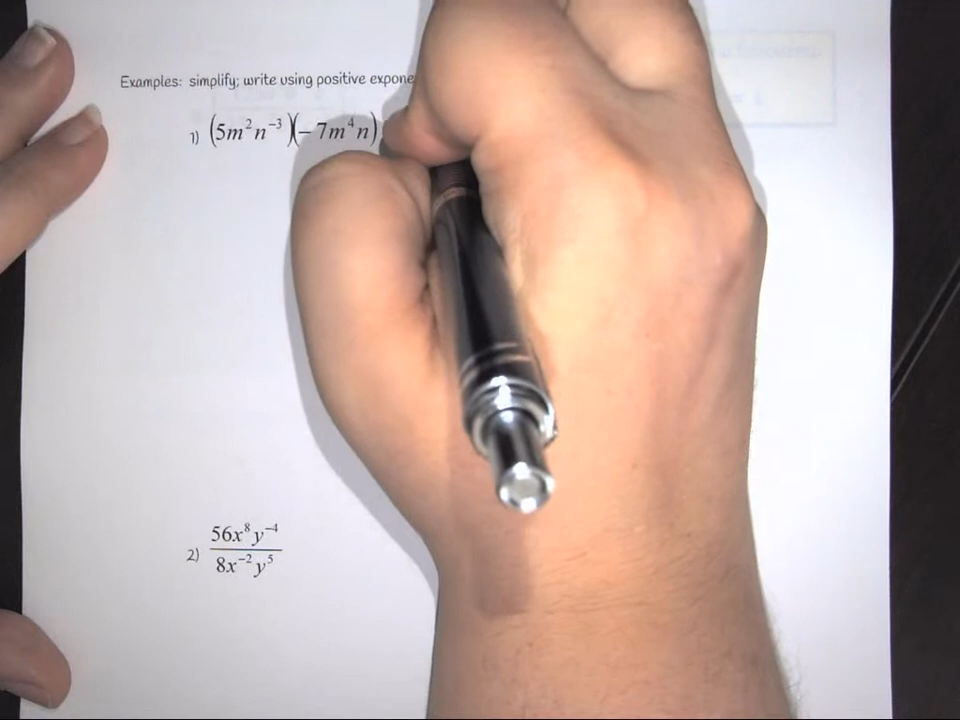 Examples: simplify; write using positive
1) (5m²n⁻³)(–7m⁴n)
2) 56x⁸y⁻⁴
8x⁻²y⁵